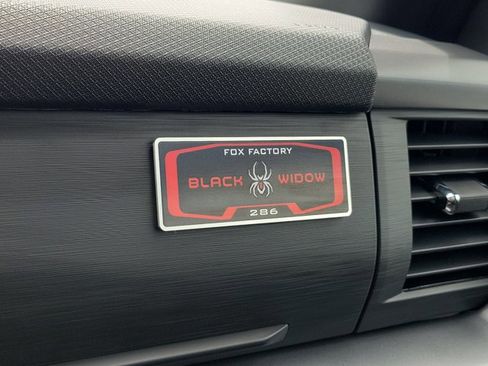 FOX FACTORY
BLACK WIDOW
286